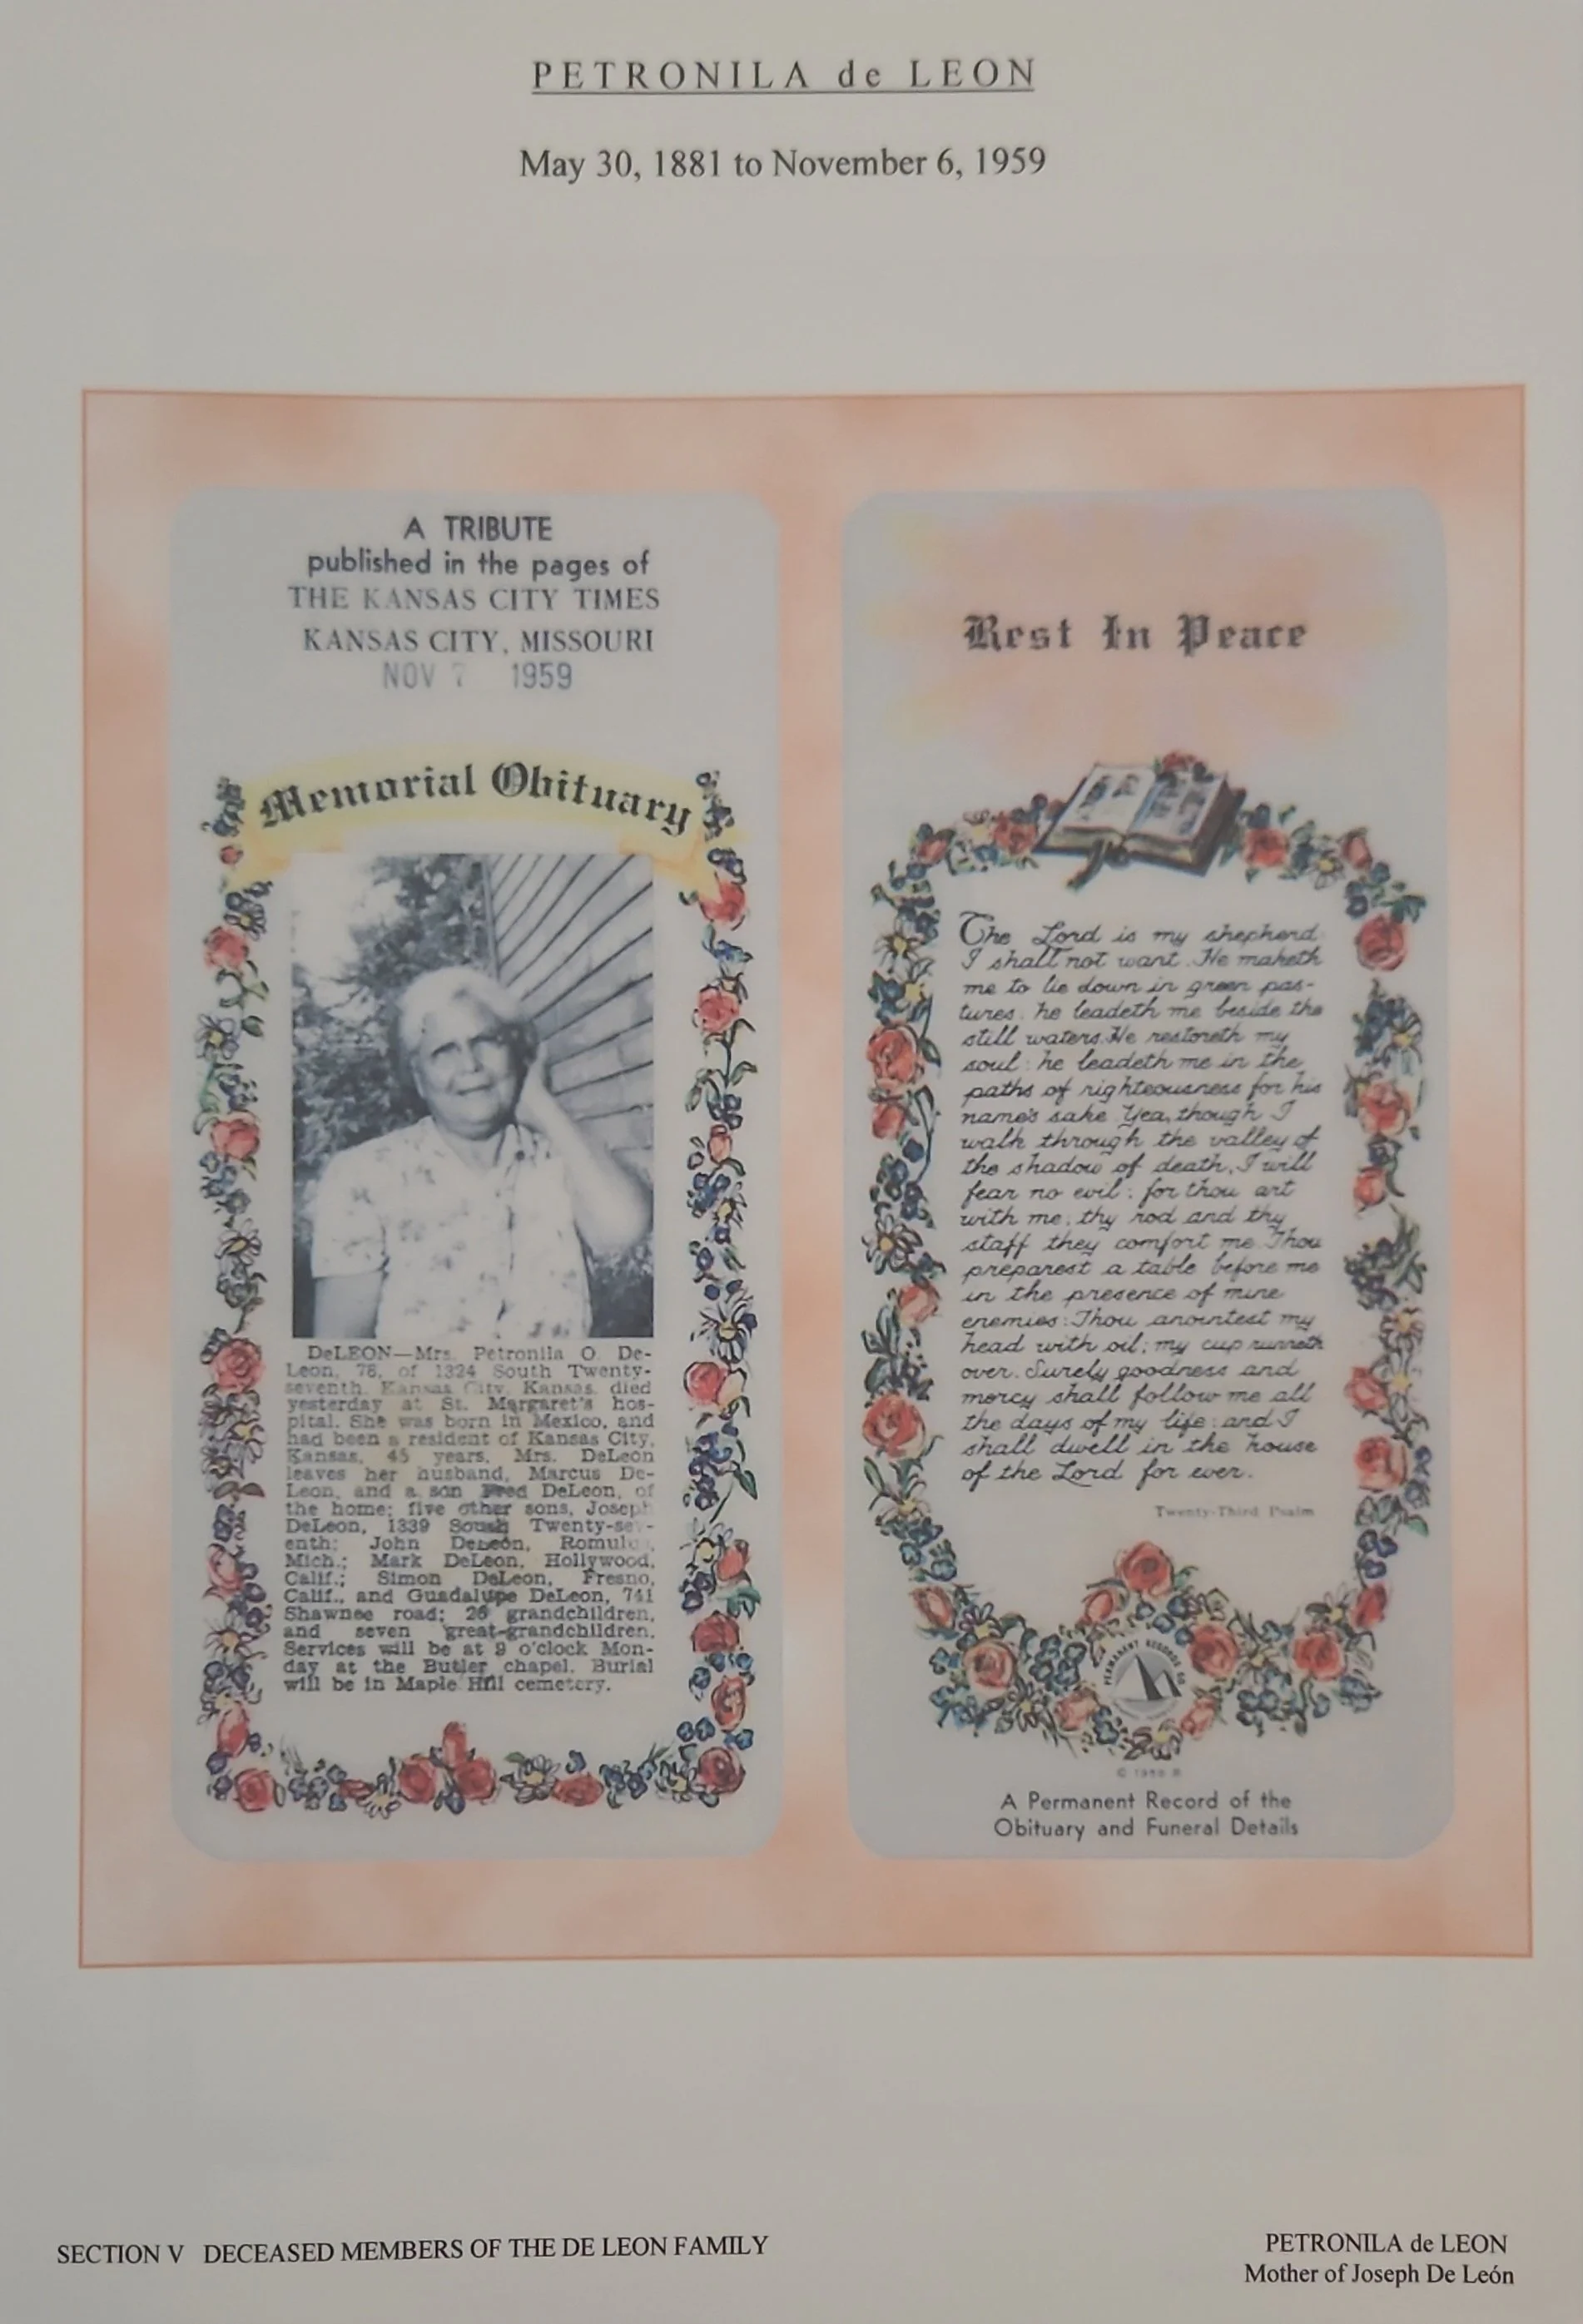 PETRONILA de LEON
May 30, 1881 to November 6, 1959
A TRIBUTE
published in the pages of
THE KANSAS CITY TIMES
KANSAS CITY, MISSOURI
NOV 7 1959
Memorial Obituary
DeLEON—Mrs. Petronila O. De-
Leon, 78, of 1324 South Twenty-
seventh, Kansas City, Kansas, died
yesterday at St. Margaret's hos-
pital. She was born in Mexico, and
had been a resident of Kansas City,
Kansas, 45 years. Mrs. DeLeon
leaves her husband, Marcus De-
Leon, and a son Fred DeLeon, of
the home; five other sons, Joseph
DeLeon, 1339 South Twenty-sev-
enth; John DeLeon, Romulus,
Mich.; Mark DeLeon, Hollywood,
Calif.; Simon DeLeon, Fresno,
Calif., and Guadalupe DeLeon, 741
Shawnee road; 26 grandchildren,
and seven great-grandchildren.
Services will be at 9 o'clock Mon-
day at the Butler chapel. Burial
will be in Maple Hill cemetery.
Rest In Peace
The Lord is my shepherd
I shall not want. He maketh
me to lie down in green pas-
tures: he leadeth me beside the
still waters. He restoreth my
soul: he leadeth me in the
paths of righteousness for his
name's sake. Yea, though I
walk through the valley of
the shadow of death, I will
fear no evil: for thou art
with me; thy rod and thy
staff they comfort me. Thou
preparest a table before me
in the presence of mine
enemies: Thou anointest my
head with oil; my cup runneth
over. Surely goodness and
mercy shall follow me all
the days of my life: and I
shall dwell in the house
of the Lord for ever.
Twenty-Third Psalm
PERMANENT RECORDS CO.
© 1950
A Permanent Record of the
Obituary and Funeral Details
SECTION V DECEASED MEMBERS OF THE DE LEON FAMILY
PETRONILA de LEON
Mother of Joseph De León